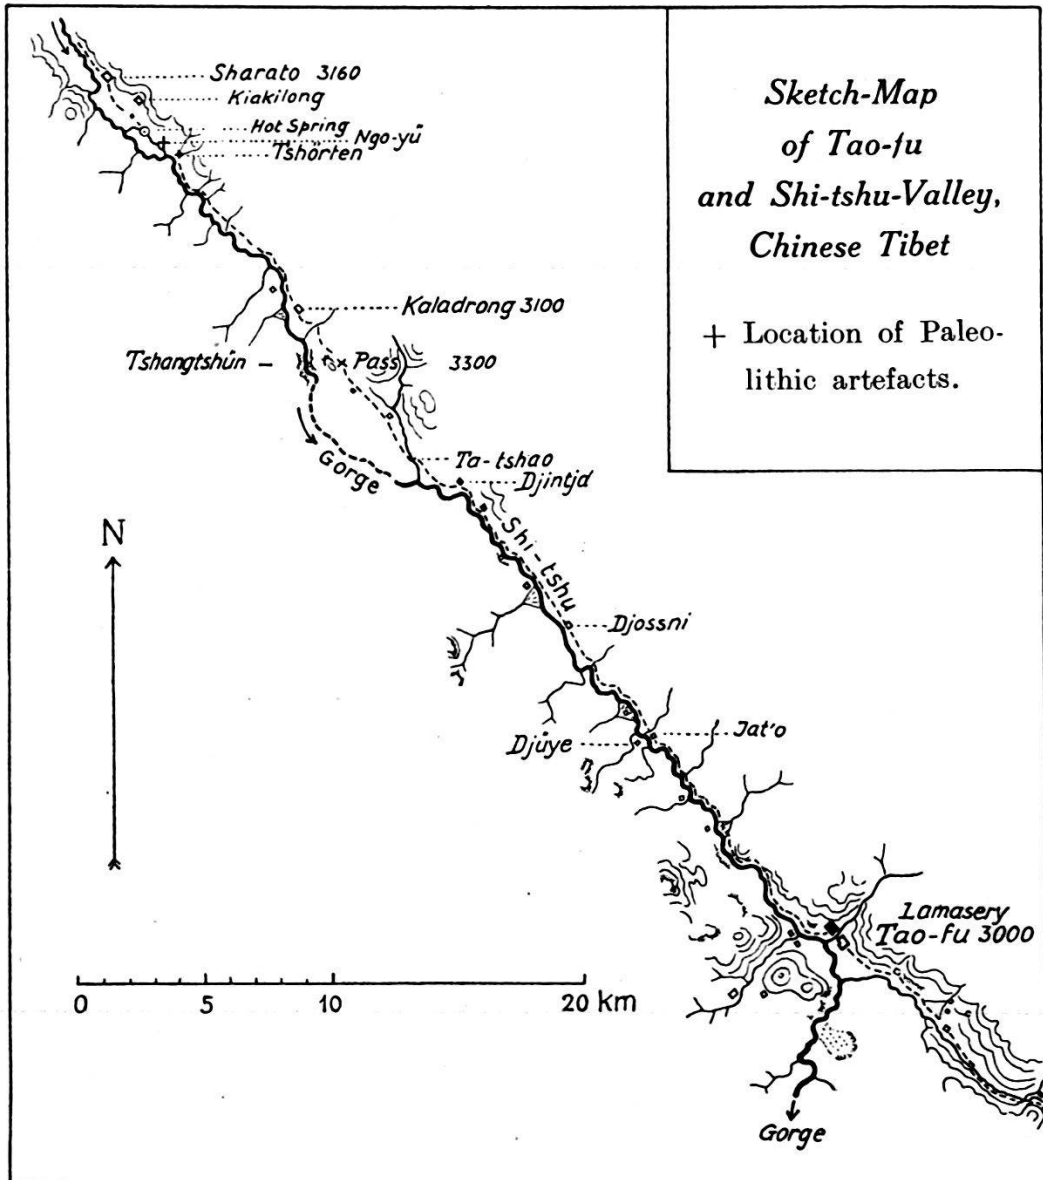 Sketch-Map
of Tao-fu
and Shi-tshu-Valley,
Chinese Tibet
+ Location of Paleo-
lithic artefacts.
Sharato 3160
Kiakilong
Hot Spring
Ngo-yü
Tshörten
Kaladrong 3100
Tshangtshün
Pass 3300
Gorge
Ta-tshao
Djintjd
N
Shi-tshu
Djossni
Djüye
Jat'o
Lamasery
Tao-fu 3000
0 5 10 20 km
Gorge